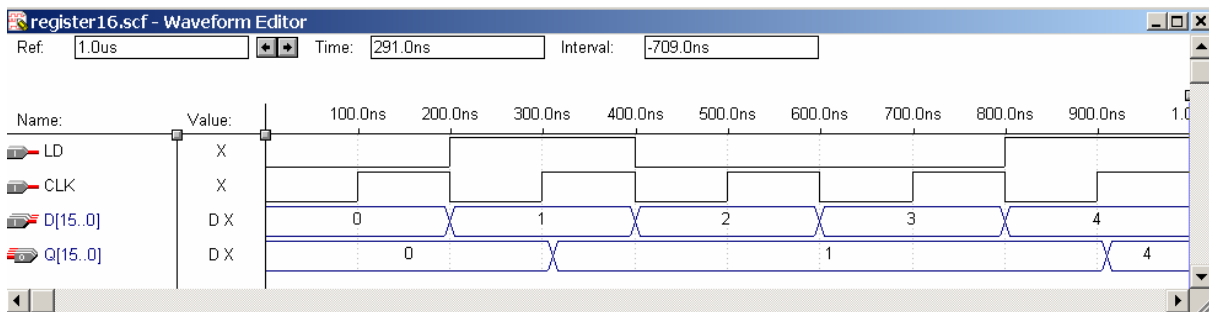 register16.scf - Waveform Editor
Ref: 1.0us Time: 291.0ns Interval: -709.0ns
Name: Value: 100.0ns 200.0ns 300.0ns 400.0ns 500.0ns 600.0ns 700.0ns 800.0ns 900.0ns 1.0
LD X
CLK X
D[15..0] D X 0 1 2 3 4
Q[15..0] D X 0 1 4